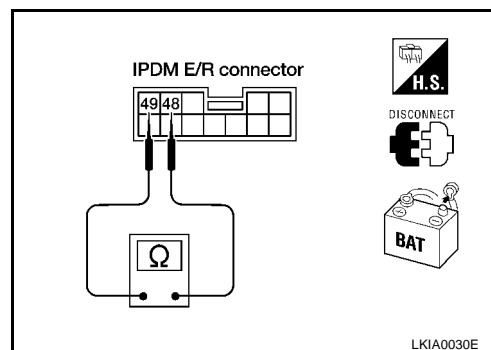 IPDM E/R connector
49 48
H.S.
DISCONNECT
Ω
BAT
LKIA0030E